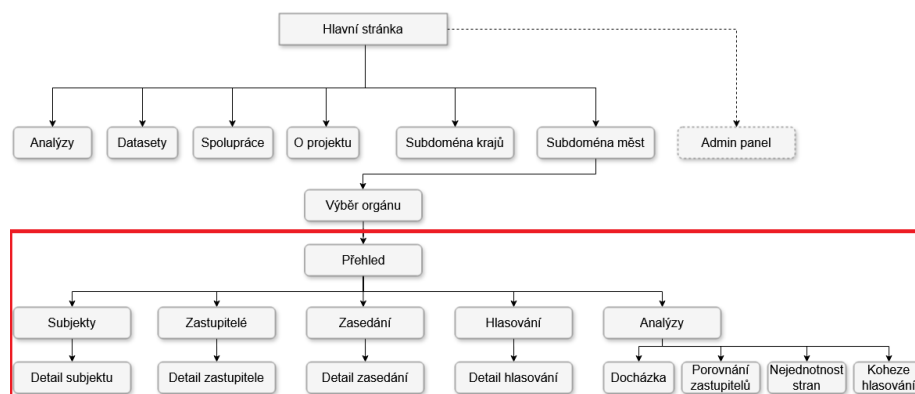 Hlavní stránka
Analýzy
Datasety
Spolupráce
O projektu
Subdoména krajů
Subdoména měst
Admin panel
Výběr orgánu
Přehled
Subjekty
Zastupitelé
Zasedání
Hlasování
Analýzy
Detail subjektu
Detail zastupitele
Detail zasedání
Detail hlasování
Docházka
Porovnání
zastupitelů
Nejednotnost
stran
Koheze
hlasování